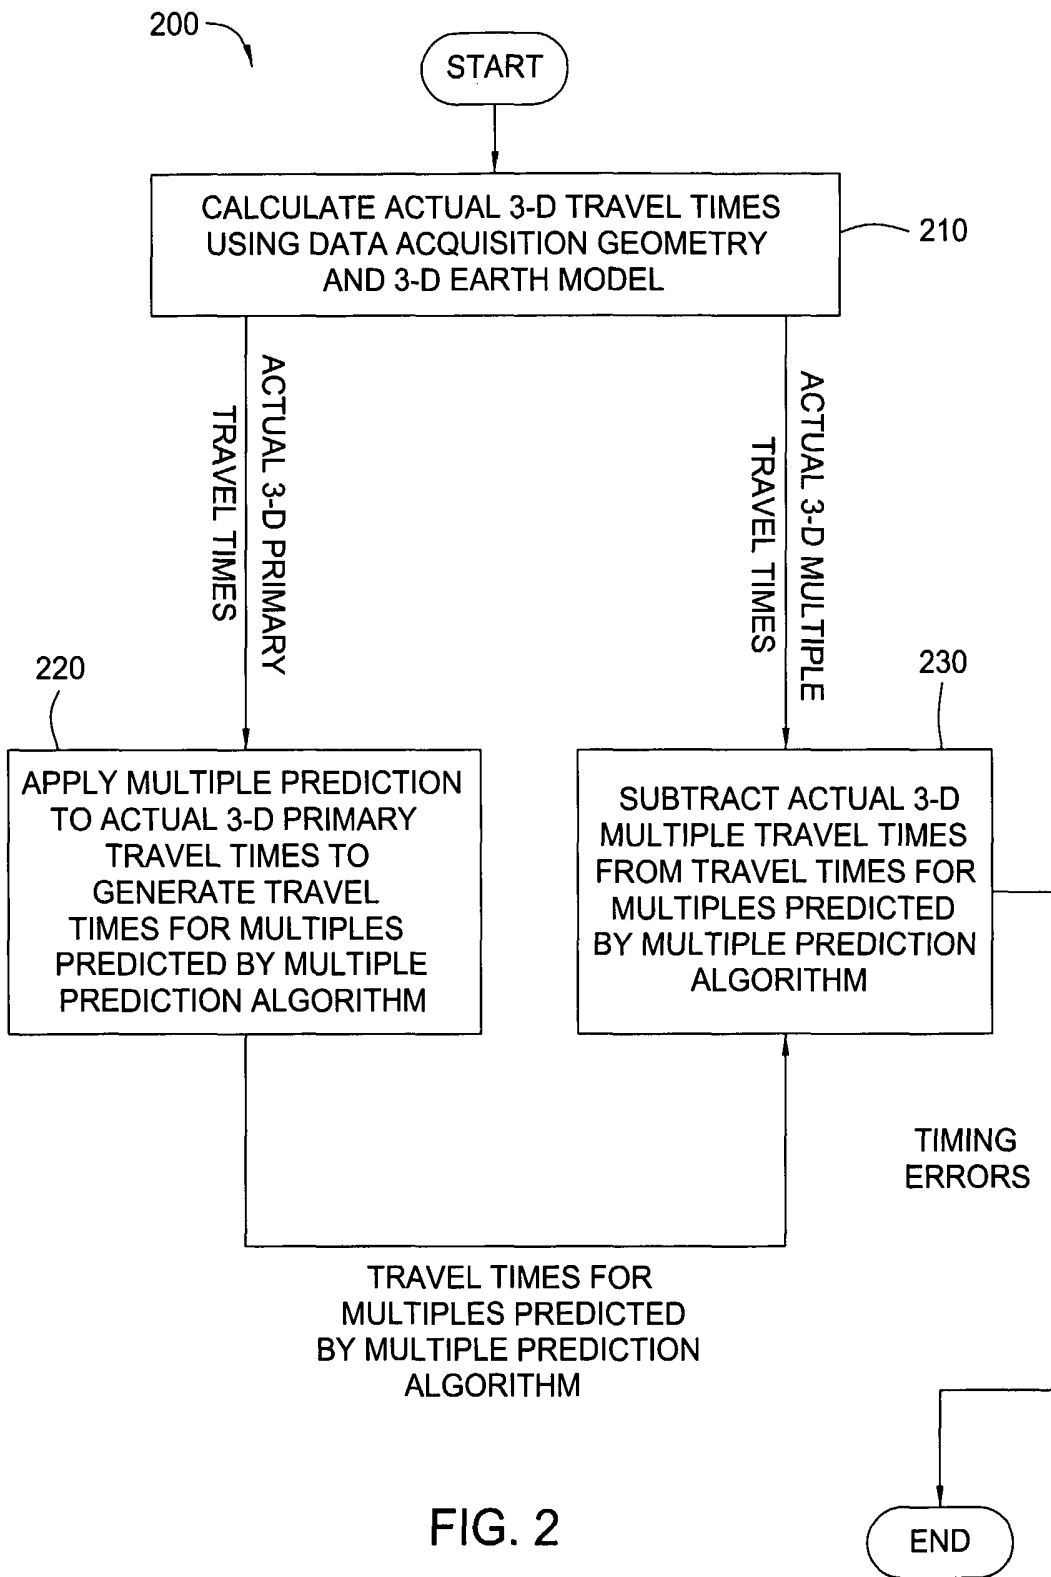 200
START
CALCULATE ACTUAL 3-D TRAVEL TIMES
USING DATA ACQUISITION GEOMETRY
AND 3-D EARTH MODEL
210
ACTUAL 3-D PRIMARY
TRAVEL TIMES
ACTUAL 3-D MULTIPLE
TRAVEL TIMES
220
APPLY MULTIPLE PREDICTION
TO ACTUAL 3-D PRIMARY
TRAVEL TIMES TO
GENERATE TRAVEL
TIMES FOR MULTIPLES
PREDICTED BY MULTIPLE
PREDICTION ALGORITHM
230
SUBTRACT ACTUAL 3-D
MULTIPLE TRAVEL TIMES
FROM TRAVEL TIMES FOR
MULTIPLES PREDICTED
BY MULTIPLE PREDICTION
ALGORITHM
TIMING
ERRORS
TRAVEL TIMES FOR
MULTIPLES PREDICTED
BY MULTIPLE PREDICTION
ALGORITHM
END
FIG. 2